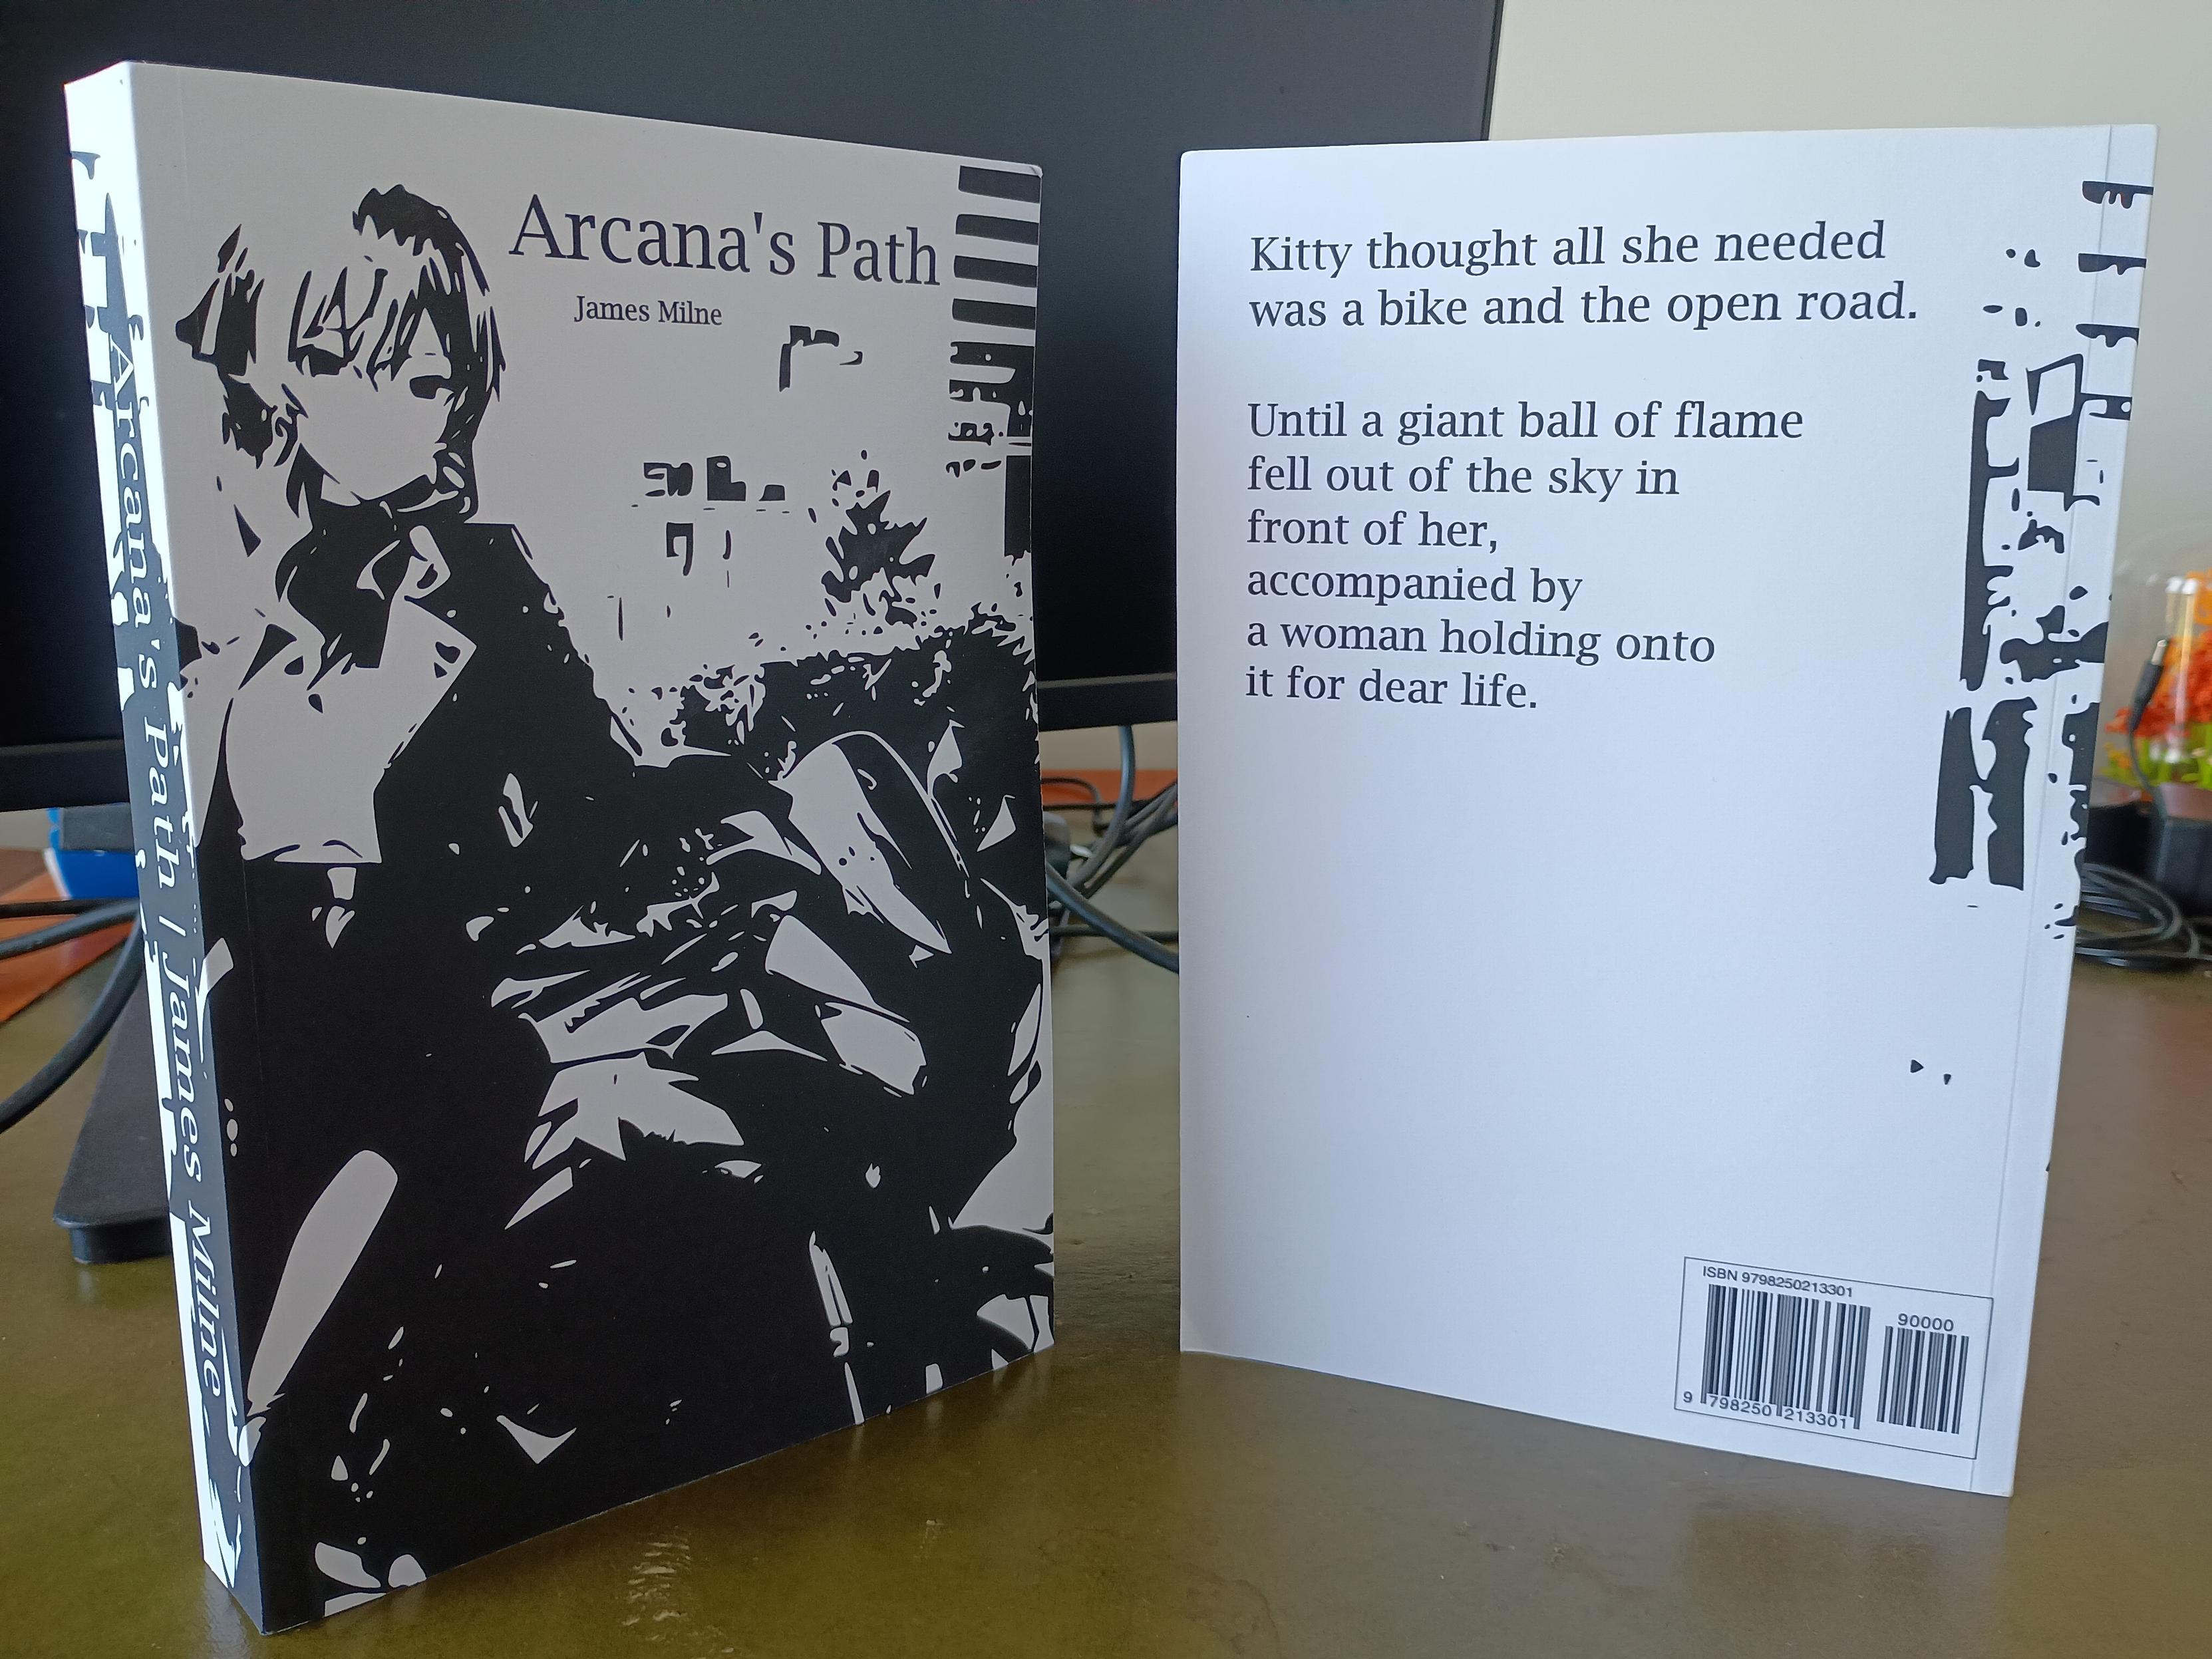 Arcana's Path
James Milne
Arcana's Path | James Milne
Kitty thought all she needed
was a bike and the open road.
Until a giant ball of flame
fell out of the sky in
front of her,
accompanied by
a woman holding onto
it for dear life.
ISBN 9798250213301
90000
9 798250 213301